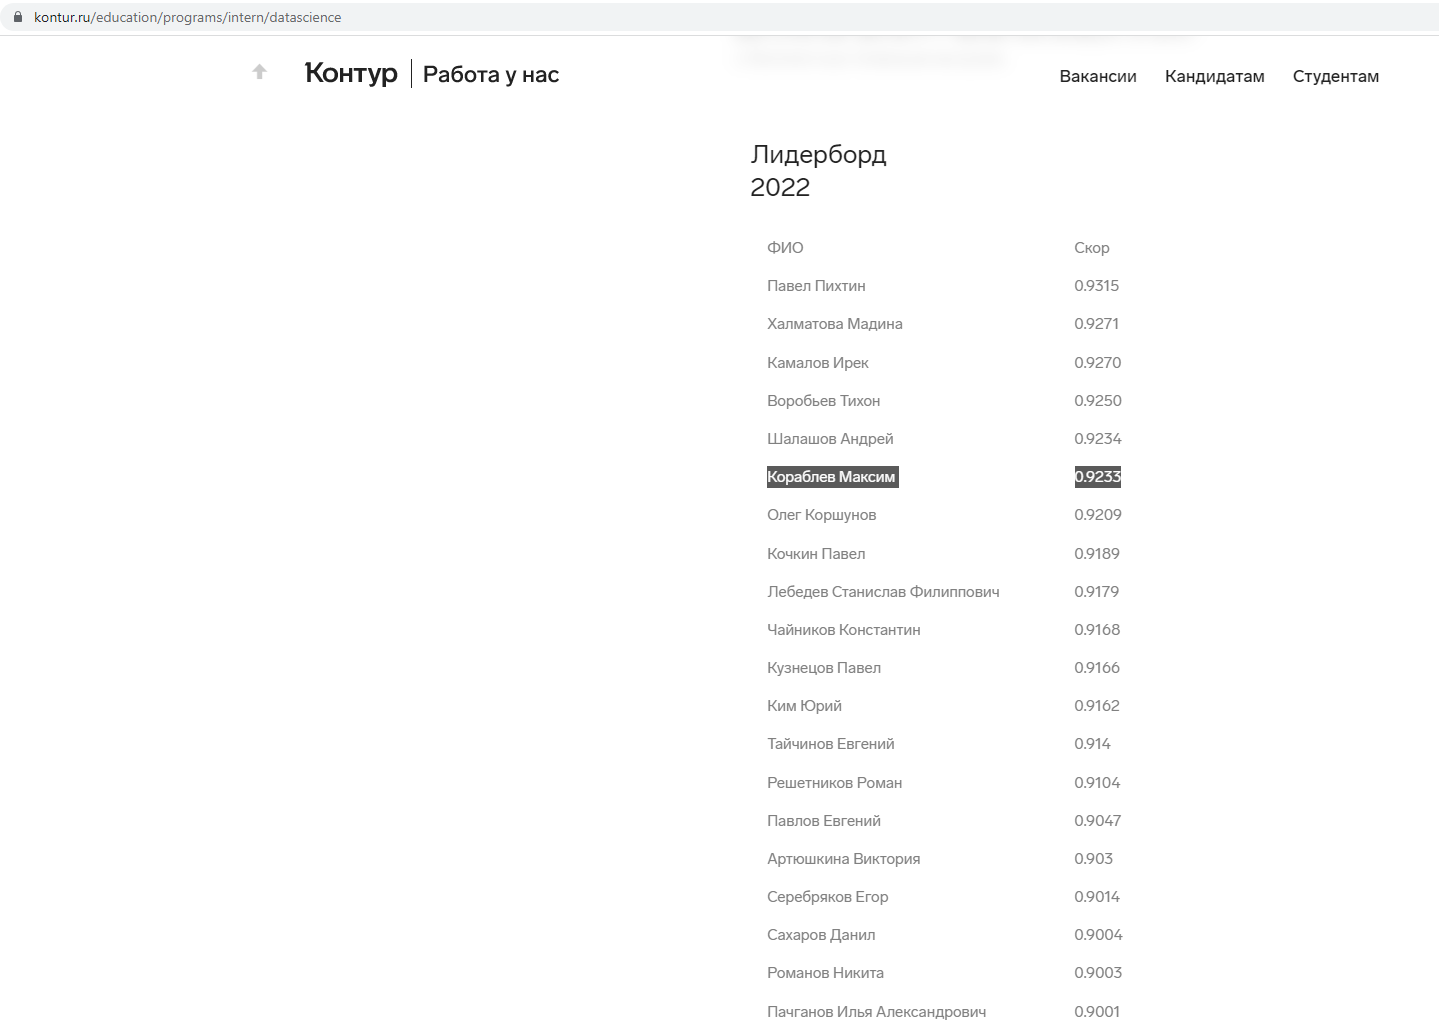 kontur.ru/education/programs/intern/datascience
Контур Работа у нас
Вакансии Кандидатам Студентам
Лидерборд
2022
ФИО Скор
Павел Пихтин 0.9315
Халматова Мадина 0.9271
Камалов Ирек 0.9270
Воробьев Тихон 0.9250
Шалашов Андрей 0.9234
Кораблев Максим 0.9233
Олег Коршунов 0.9209
Кочкин Павел 0.9189
Лебедев Станислав Филиппович 0.9179
Чайников Константин 0.9168
Кузнецов Павел 0.9166
Ким Юрий 0.9162
Тайчинов Евгений 0.914
Решетников Роман 0.9104
Павлов Евгений 0.9047
Артюшкина Виктория 0.903
Серебряков Егор 0.9014
Сахаров Данил 0.9004
Романов Никита 0.9003
Пачганов Илья Александрович 0.9001